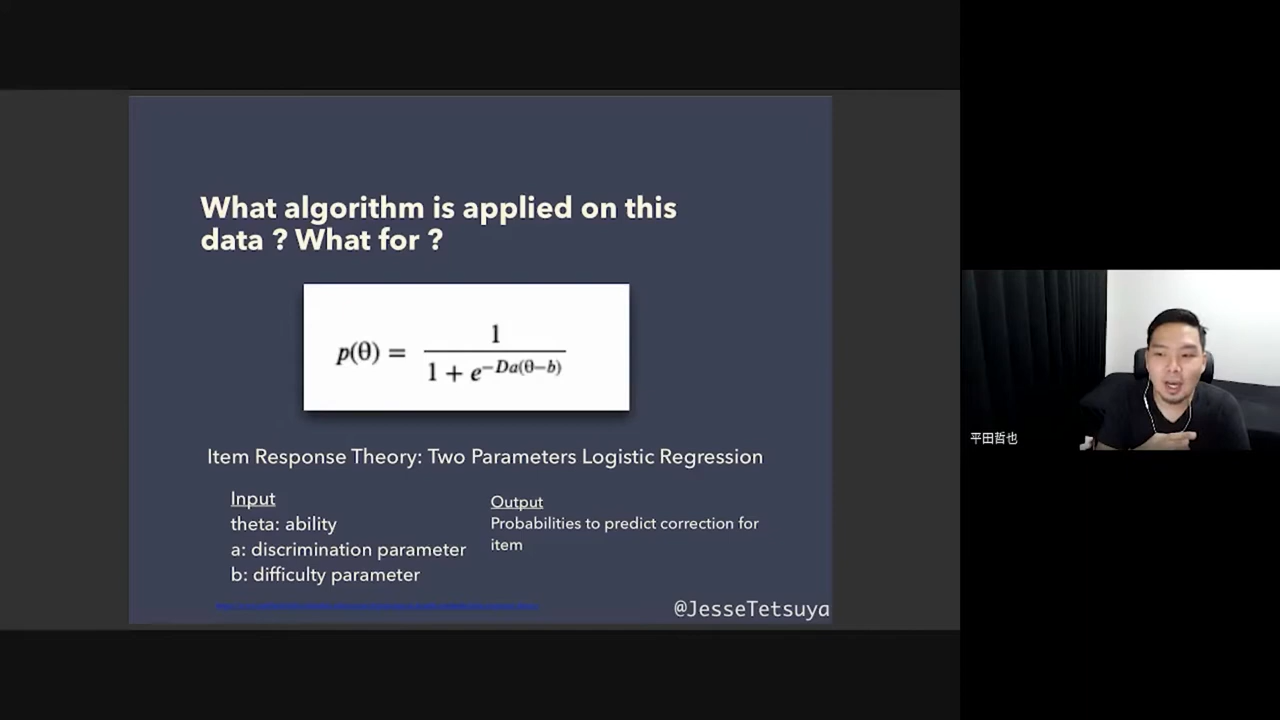 What algorithm is applied on this
data ? What for ?
p(θ) = 1 / 1 + e^−Da(θ−b)
Item Response Theory: Two Parameters Logistic Regression
Input
theta: ability
a: discrimination parameter
b: difficulty parameter
Output
Probabilities to predict correction for
item
@JesseTetsuya
平田哲也